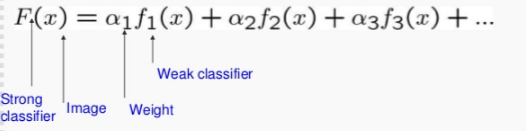 F(x) = α₁f₁(x) + α₂f₂(x) + α₃f₃(x) + ...
Weak classifier
Strong
classifier
Image
Weight